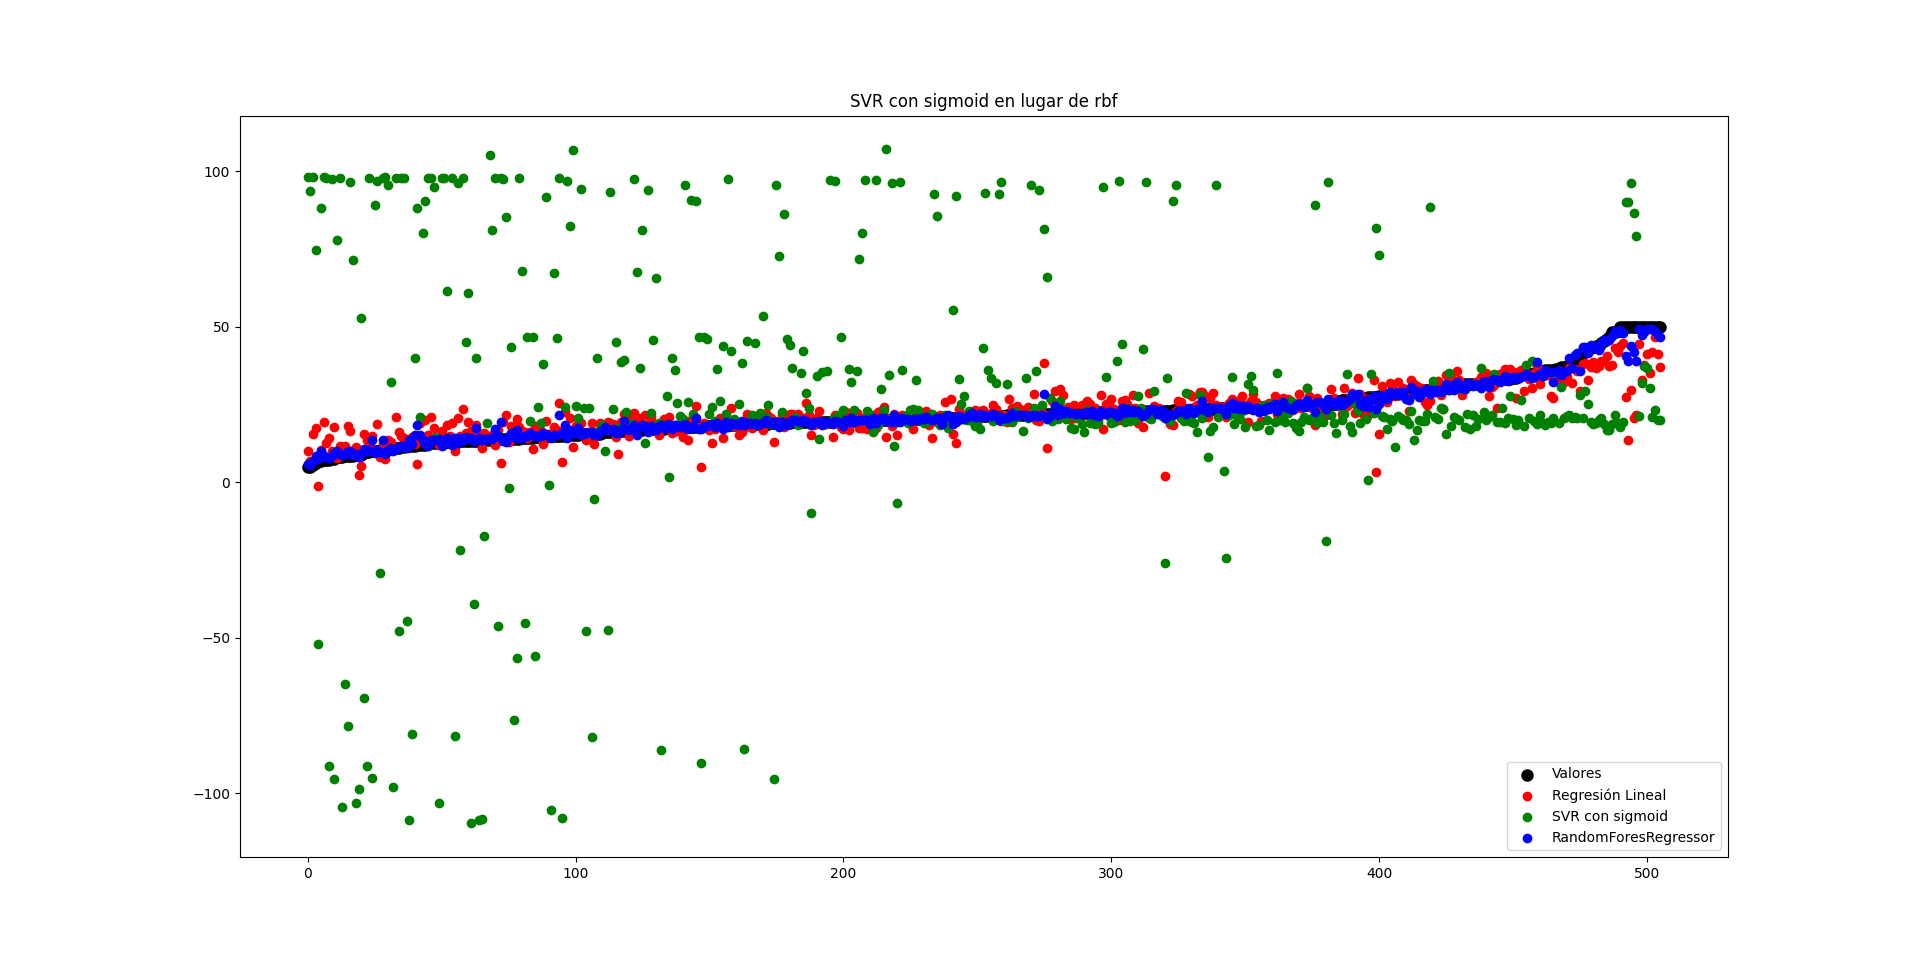 SVR con sigmoid en lugar de rbf
100
50
0
−50
−100
0
100
200
300
400
500
Valores
Regresión Lineal
SVR con sigmoid
RandomForesRegressor